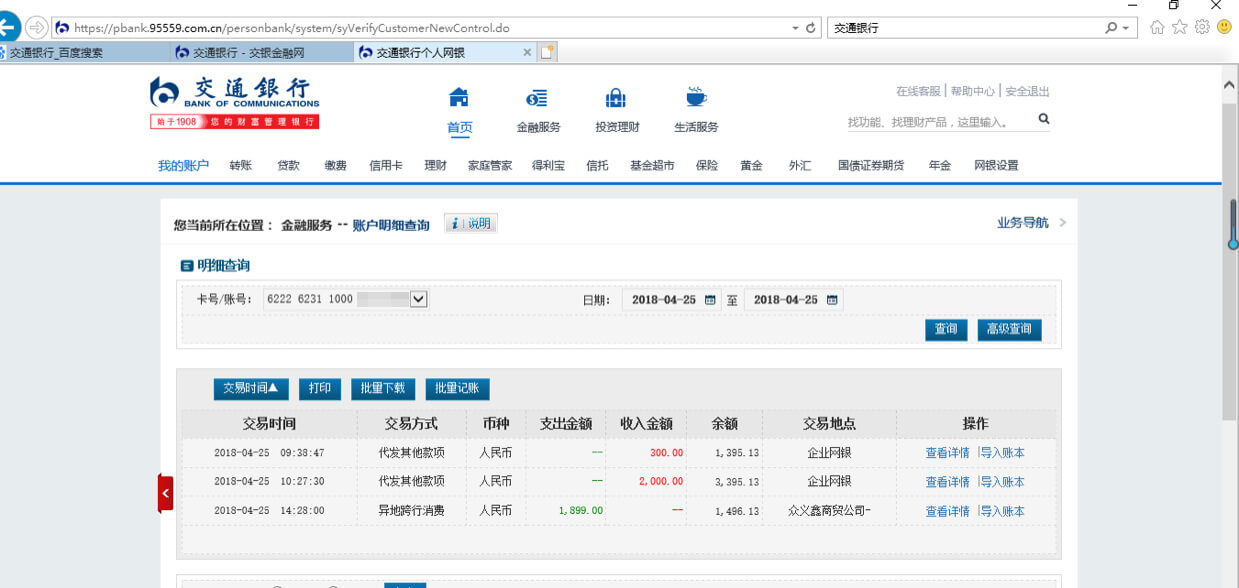 https://pbank.95559.com.cn/personbank/system/syVerifyCustomerNewControl.do 交通银行
交通银行_百度搜索 交通银行 - 交银金融网 交通银行个人网银
交通銀行
BANK OF COMMUNICATIONS
始于1908 您的财富管理银行
首页 金融服务 投资理财 生活服务
在线客服 | 帮助中心 | 安全退出
找功能、找理财产品，这里输入。
我的账户 转账 贷款 缴费 信用卡 理财 家庭管家 得利宝 信托 基金超市 保险 黄金 外汇 国债证券期货 年金 网银设置
您当前所在位置： 金融服务 -- 账户明细查询 i 说明 业务导航 >
明细查询
卡号/账号： 6222 6231 1000 日期： 2018-04-25 至 2018-04-25
查询 高级查询
交易时间▲ 打印 批量下载 批量记账
交易时间 交易方式 币种 支出金额 收入金额 余额 交易地点 操作
2018-04-25 09:38:47 代发其他款项 人民币 -- 300.00 1,395.13 企业网银 查看详情 |导入账本
2018-04-25 10:27:30 代发其他款项 人民币 -- 2,000.00 3,395.13 企业网银 查看详情 |导入账本
2018-04-25 14:28:00 异地跨行消费 人民币 1,899.00 -- 1,496.13 众义鑫商贸公司- 查看详情 |导入账本